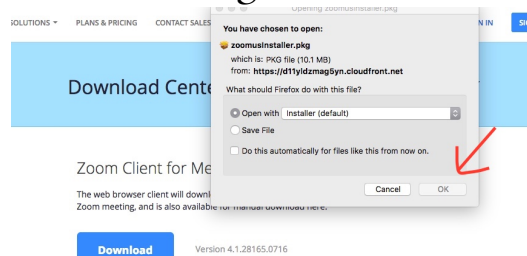 Opening zoomusInstaller.pkg
SOLUTIONS
PLANS & PRICING
CONTACT SALES
You have chosen to open:
zoomusInstaller.pkg
which is: PKG file (10.1 MB)
from: https://d11yldzmag5yn.cloudfront.net
What should Firefox do with this file?
Open with Installer (default)
Save File
Do this automatically for files like this from now on.
Cancel OK
Download Cente
Zoom Client for Me
The web browser client will downl
Zoom meeting, and is also available for manual download here.
Download
Version 4.1.28165.0716